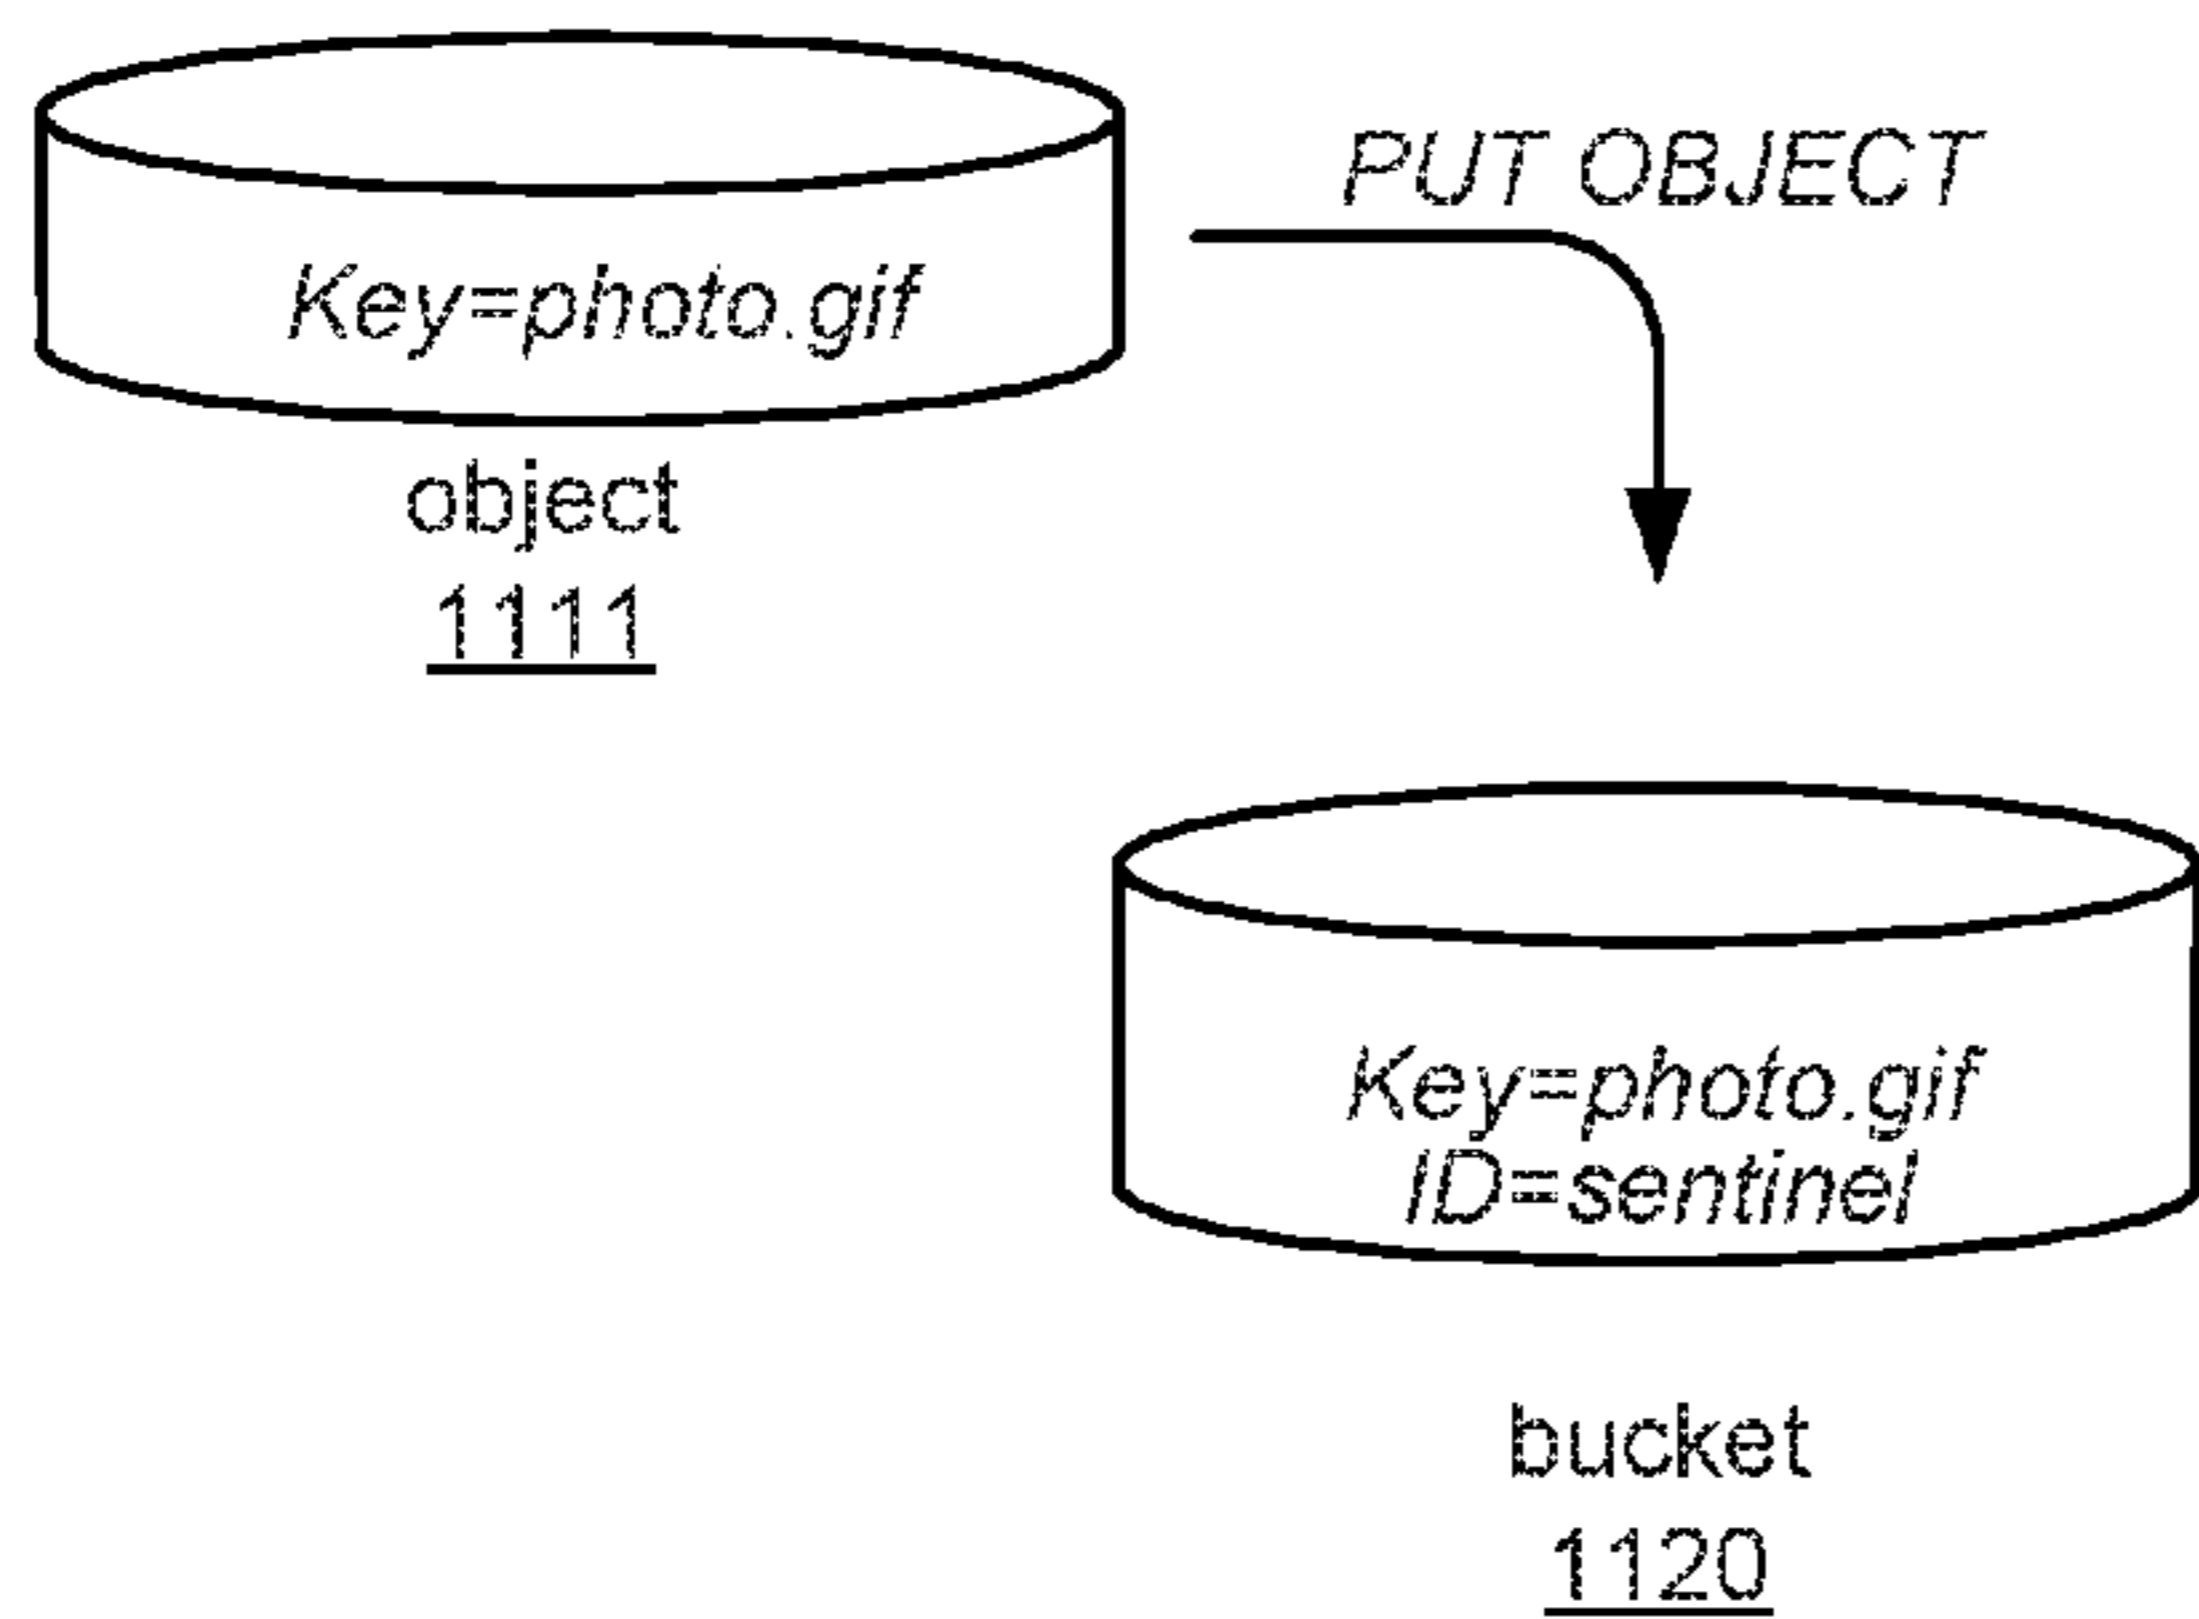 PUT OBJECT
Key=photo.gif
object
1111
Key=photo.gif
ID=sentinel
bucket
1120